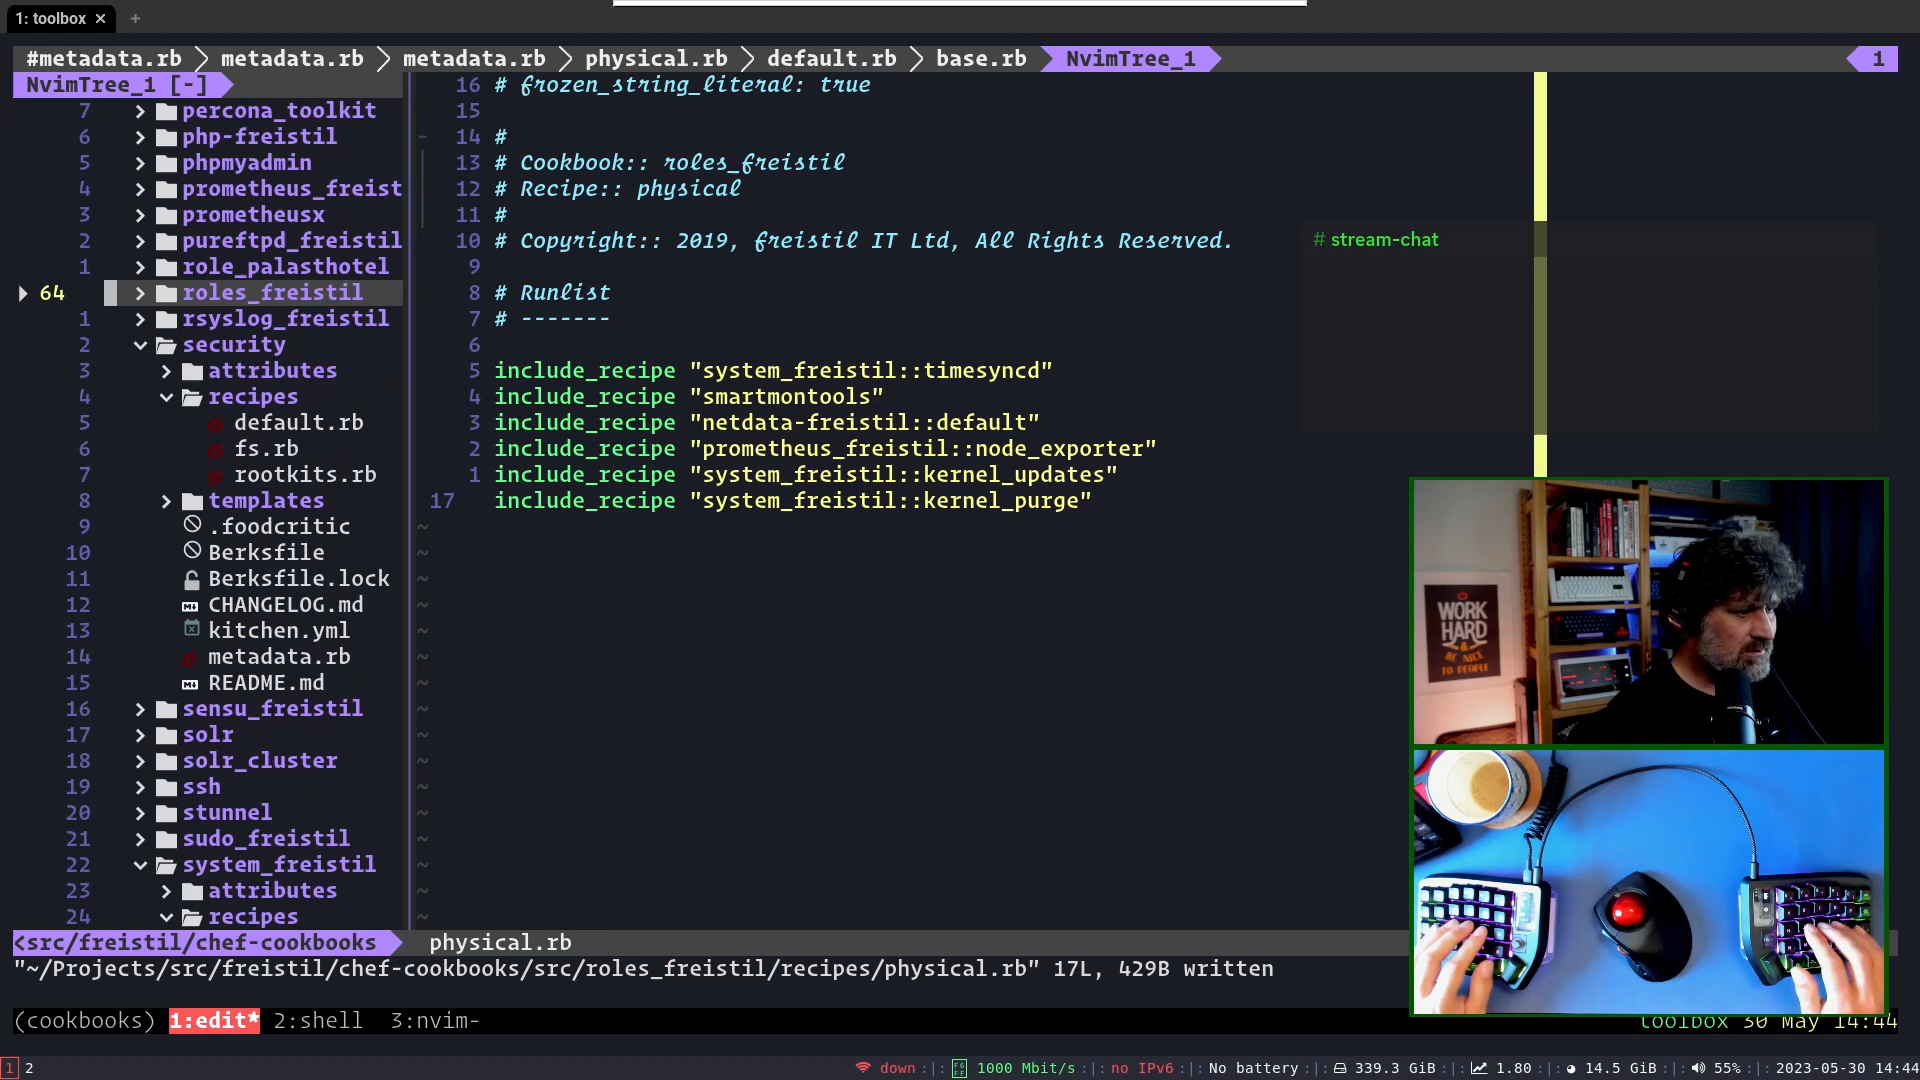 1: toolbox × +
#metadata.rb metadata.rb metadata.rb physical.rb default.rb base.rb NvimTree_1 1
NvimTree_1 [-]
7 percona_toolkit
6 php-freistil
5 phpmyadmin
4 prometheus_freist
3 prometheusx
2 pureftpd_freistil
1 role_palasthotel
64 roles_freistil
1 rsyslog_freistil
2 security
3 attributes
4 recipes
5 default.rb
6 fs.rb
7 rootkits.rb
8 templates
9 .foodcritic
10 Berksfile
11 Berksfile.lock
12 CHANGELOG.md
13 kitchen.yml
14 metadata.rb
15 README.md
16 sensu_freistil
17 solr
18 solr_cluster
19 ssh
20 stunnel
21 sudo_freistil
22 system_freistil
23 attributes
24 recipes
16 # frozen_string_literal: true
15
14 #
13 # Cookbook:: roles_freistil
12 # Recipe:: physical
11 #
10 # Copyright:: 2019, freistil IT Ltd, All Rights Reserved.
9
8 # Runlist
7 # -------
6
5 include_recipe "system_freistil::timesyncd"
4 include_recipe "smartmontools"
3 include_recipe "netdata-freistil::default"
2 include_recipe "prometheus_freistil::node_exporter"
1 include_recipe "system_freistil::kernel_updates"
17 include_recipe "system_freistil::kernel_purge"
# stream-chat
WORK
HARD
&
BE NICE
TO PEOPLE
<src/freistil/chef-cookbooks physical.rb
"~/Projects/src/freistil/chef-cookbooks/src/roles_freistil/recipes/physical.rb" 17L, 429B written
(cookbooks) 1:edit* 2:shell 3:nvim- toolbox 30 May 14:44
1 2 down :|: 1000 Mbit/s :|: no IPv6 :|: No battery :|: 339.3 GiB :|: 1.80 :|: 14.5 GiB :|: 55% :|: 2023-05-30 14:44